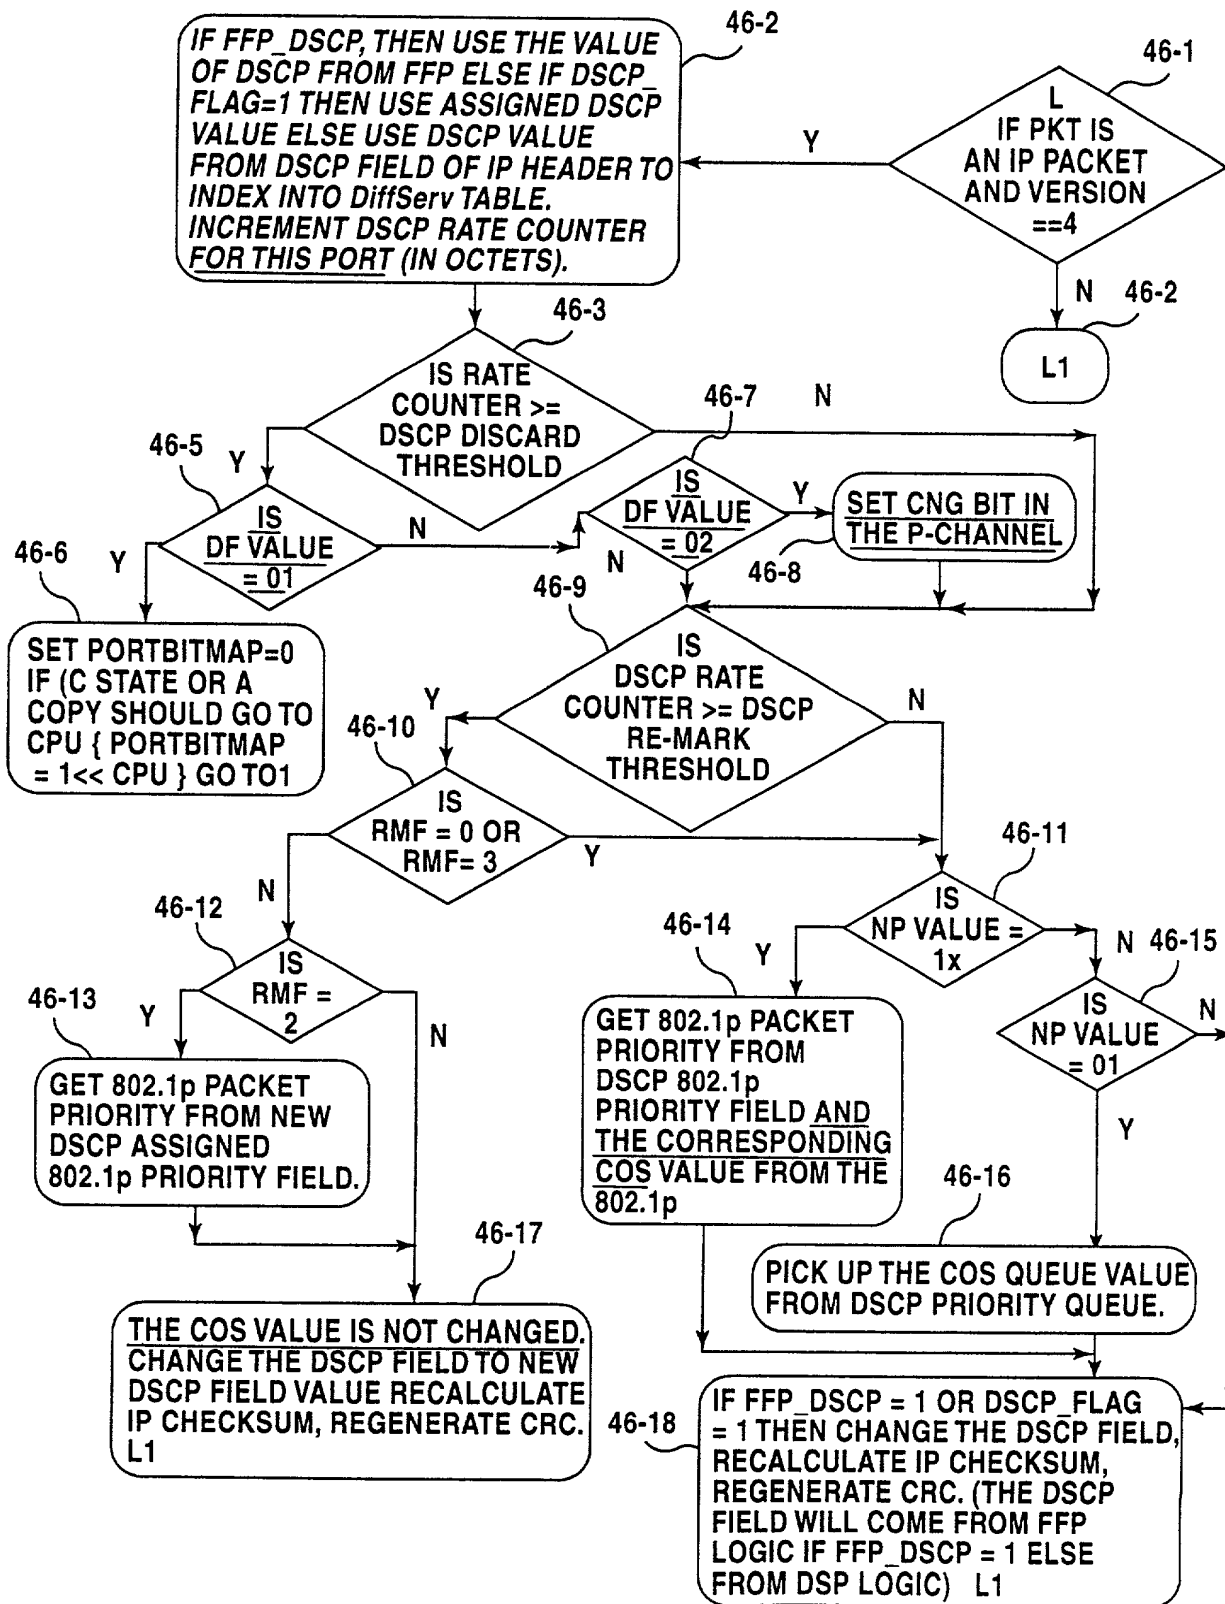 46-2
IF FFP_DSCP, THEN USE THE VALUE
OF DSCP FROM FFP ELSE IF DSCP_
FLAG=1 THEN USE ASSIGNED DSCP
VALUE ELSE USE DSCP VALUE
FROM DSCP FIELD OF IP HEADER TO
INDEX INTO DiffServ TABLE.
INCREMENT DSCP RATE COUNTER
FOR THIS PORT (IN OCTETS).
46-1
L
IF PKT IS
AN IP PACKET
AND VERSION
==4
Y
N
46-2
L1
46-3
IS RATE
COUNTER >=
DSCP DISCARD
THRESHOLD
Y
N
46-5
IS
DF VALUE
= 01
Y
N
46-7
IS
DF VALUE
= 02
Y
N
SET CNG BIT IN
THE P-CHANNEL
46-8
46-6
SET PORTBITMAP=0
IF (C STATE OR A
COPY SHOULD GO TO
CPU { PORTBITMAP
= 1<< CPU } GO TO1
46-9
IS
DSCP RATE
COUNTER >= DSCP
RE-MARK
THRESHOLD
Y
N
46-10
IS
RMF = 0 OR
RMF= 3
Y
N
46-11
IS
NP VALUE =
1x
Y
N
46-12
IS
RMF =
2
Y
N
46-13
GET 802.1p PACKET
PRIORITY FROM NEW
DSCP ASSIGNED
802.1p PRIORITY FIELD.
46-14
GET 802.1p PACKET
PRIORITY FROM
DSCP 802.1p
PRIORITY FIELD AND
THE CORRESPONDING
COS VALUE FROM THE
802.1p
46-15
IS
NP VALUE
= 01
N
Y
46-16
PICK UP THE COS QUEUE VALUE
FROM DSCP PRIORITY QUEUE.
46-17
THE COS VALUE IS NOT CHANGED.
CHANGE THE DSCP FIELD TO NEW
DSCP FIELD VALUE RECALCULATE
IP CHECKSUM, REGENERATE CRC.
L1
46-18
IF FFP_DSCP = 1 OR DSCP_FLAG
= 1 THEN CHANGE THE DSCP FIELD,
RECALCULATE IP CHECKSUM,
REGENERATE CRC. (THE DSCP
FIELD WILL COME FROM FFP
LOGIC IF FFP_DSCP = 1 ELSE
FROM DSP LOGIC) L1